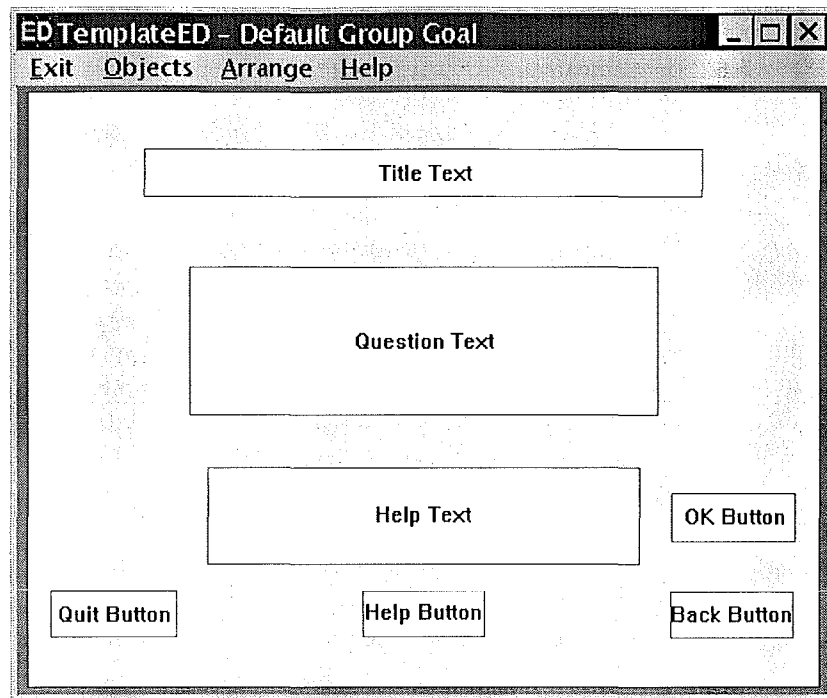 ED TemplateED - Default Group Goal
Exit Objects Arrange Help
Title Text
Question Text
Help Text
OK Button
Quit Button
Help Button
Back Button